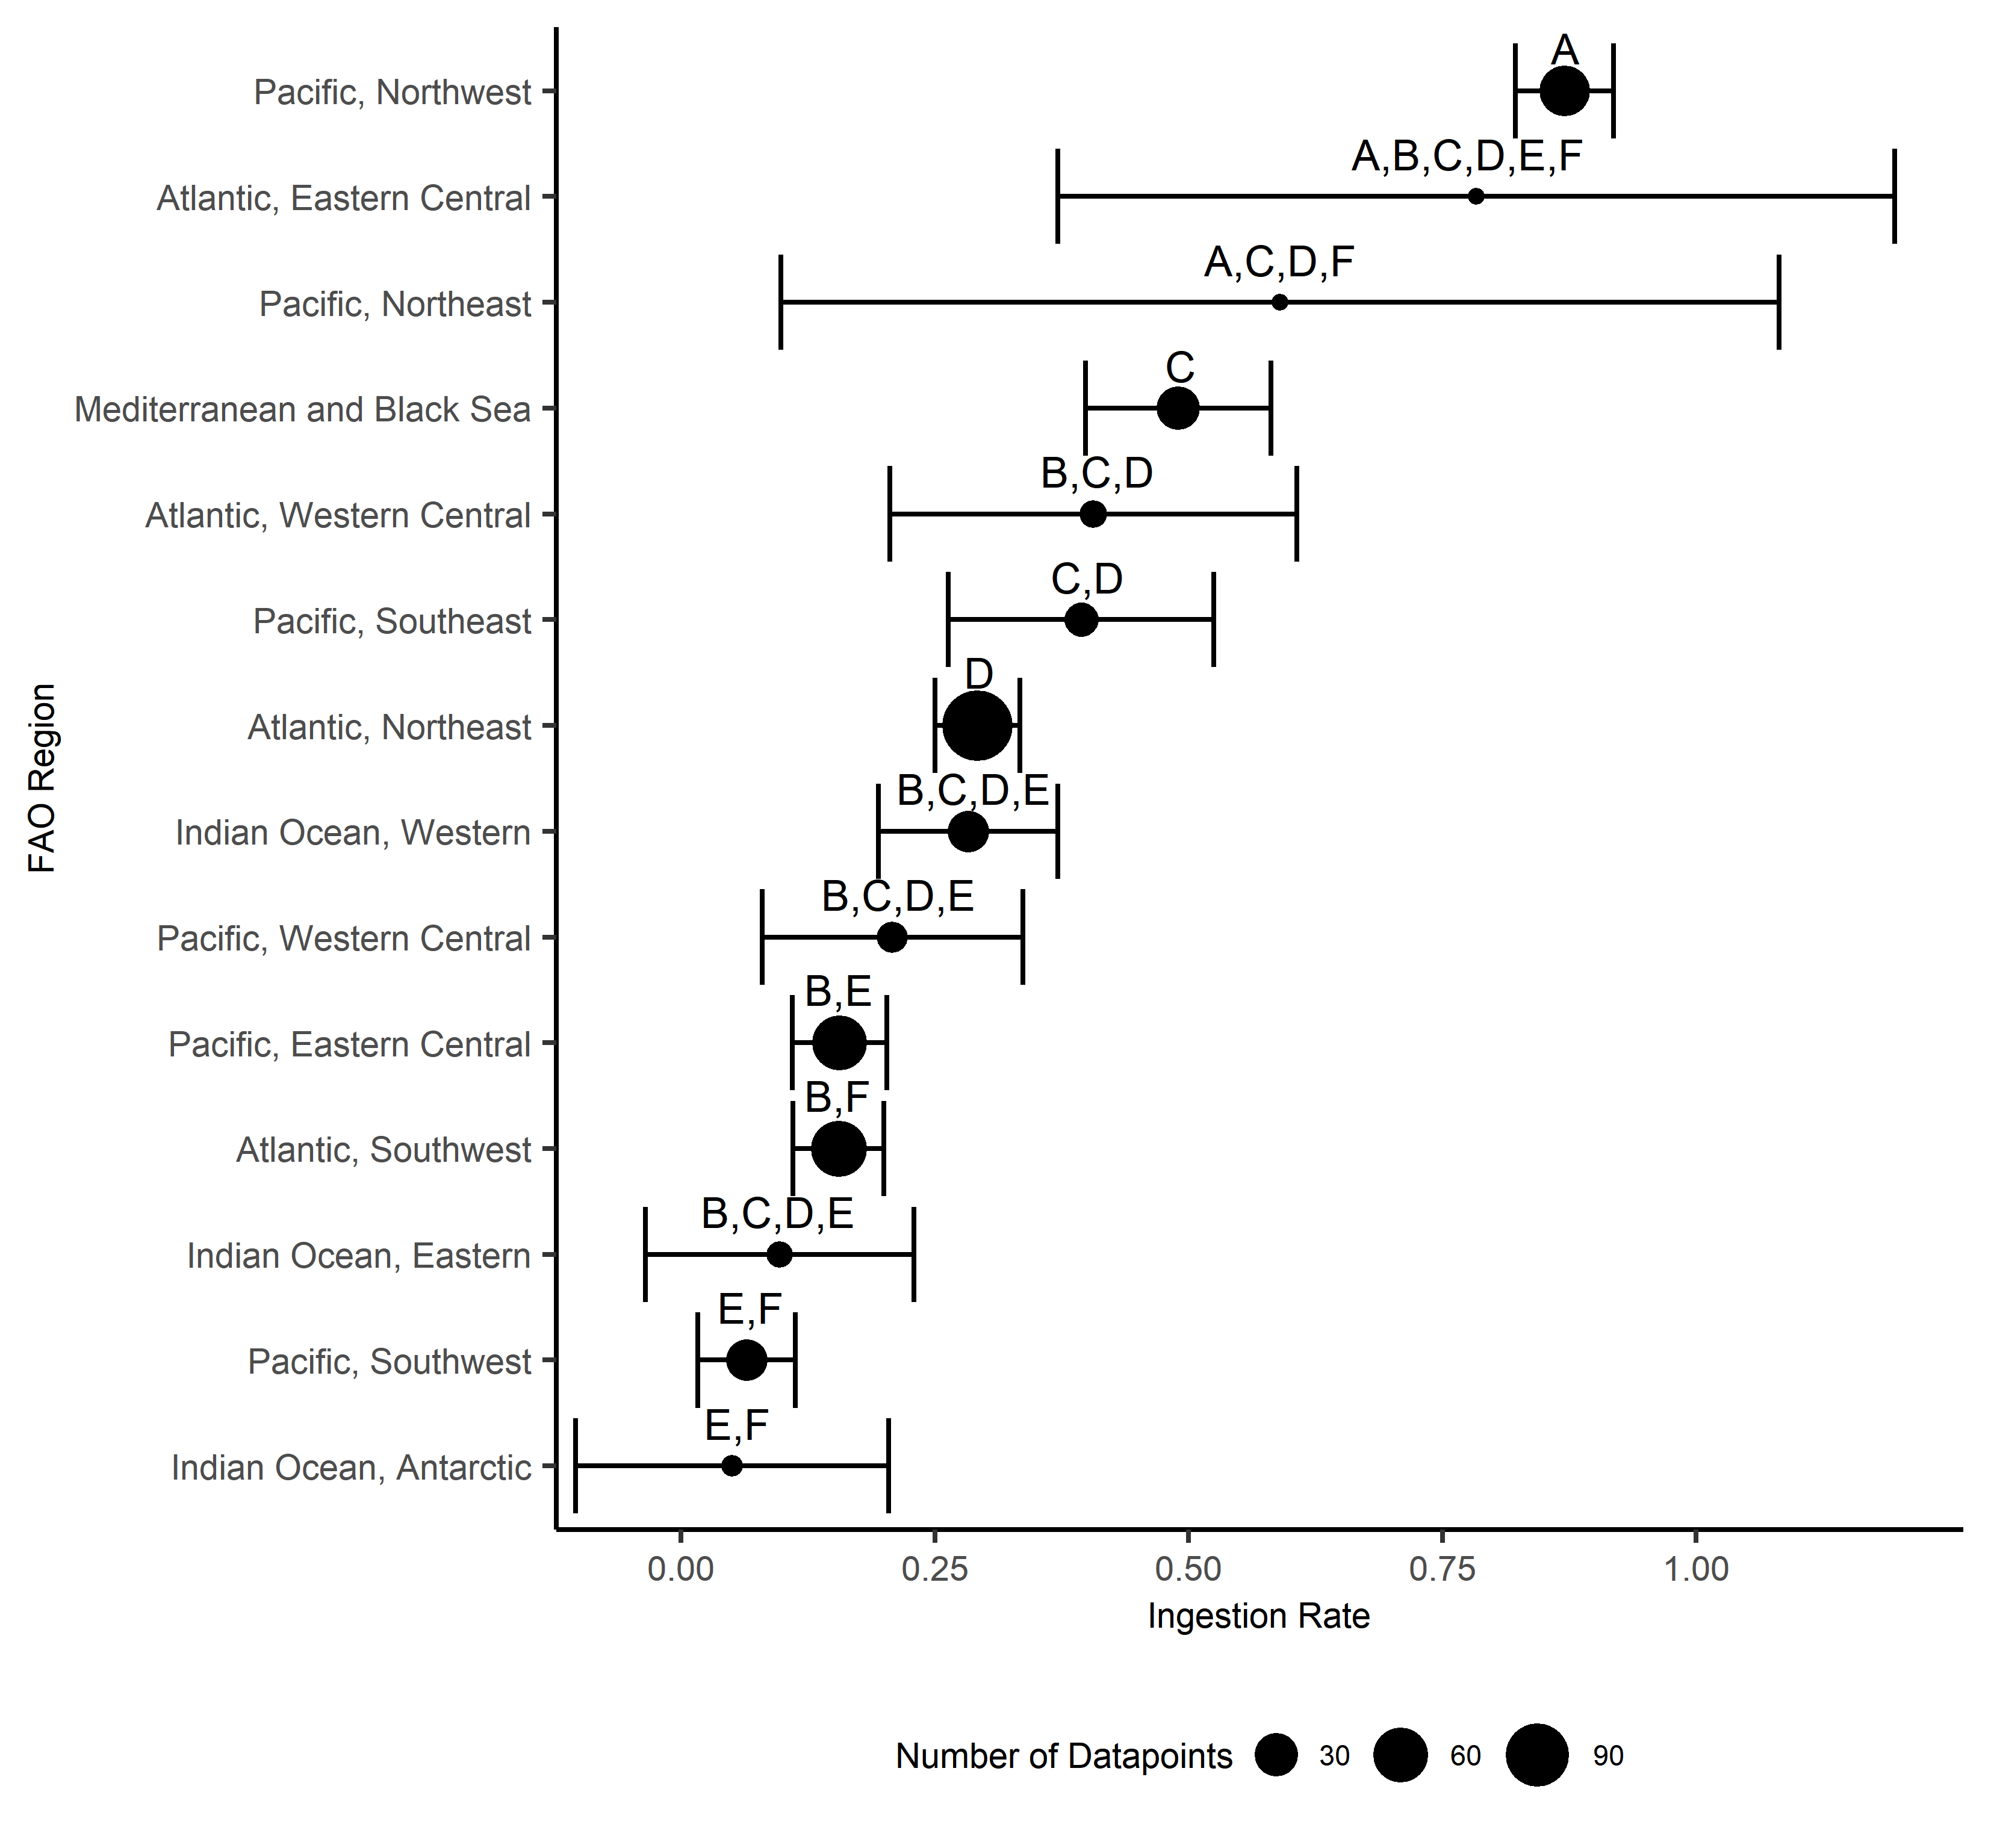 A
Pacific, Northwest
A,B,C,D,E,F
Atlantic, Eastern Central
A,C,D,F
Pacific, Northeast
C
Mediterranean and Black Sea
B,C,D
Atlantic, Western Central
C,D
Pacific, Southeast
D
Atlantic, Northeast
B,C,D,E
Indian Ocean, Western
B,C,D,E
Pacific, Western Central
B,E
Pacific, Eastern Central
B,F
Atlantic, Southwest
B,C,D,E
Indian Ocean, Eastern
E,F
Pacific, Southwest
E,F
Indian Ocean, Antarctic
FAO Region
0.00 0.25 0.50 0.75 1.00
Ingestion Rate
Number of Datapoints 30 60 90